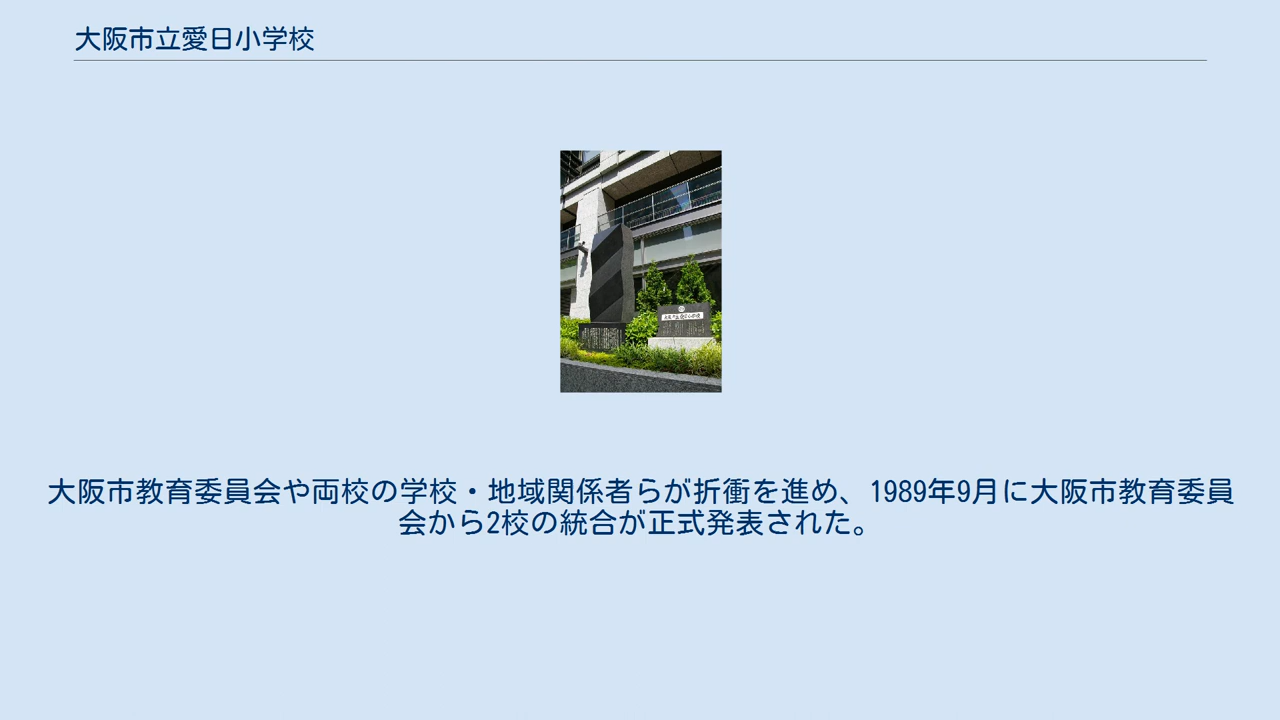 大阪市立愛日小学校
大阪市教育委員会や両校の学校・地域関係者らが折衝を進め、1989年9月に大阪市教育委員
会から2校の統合が正式発表された。